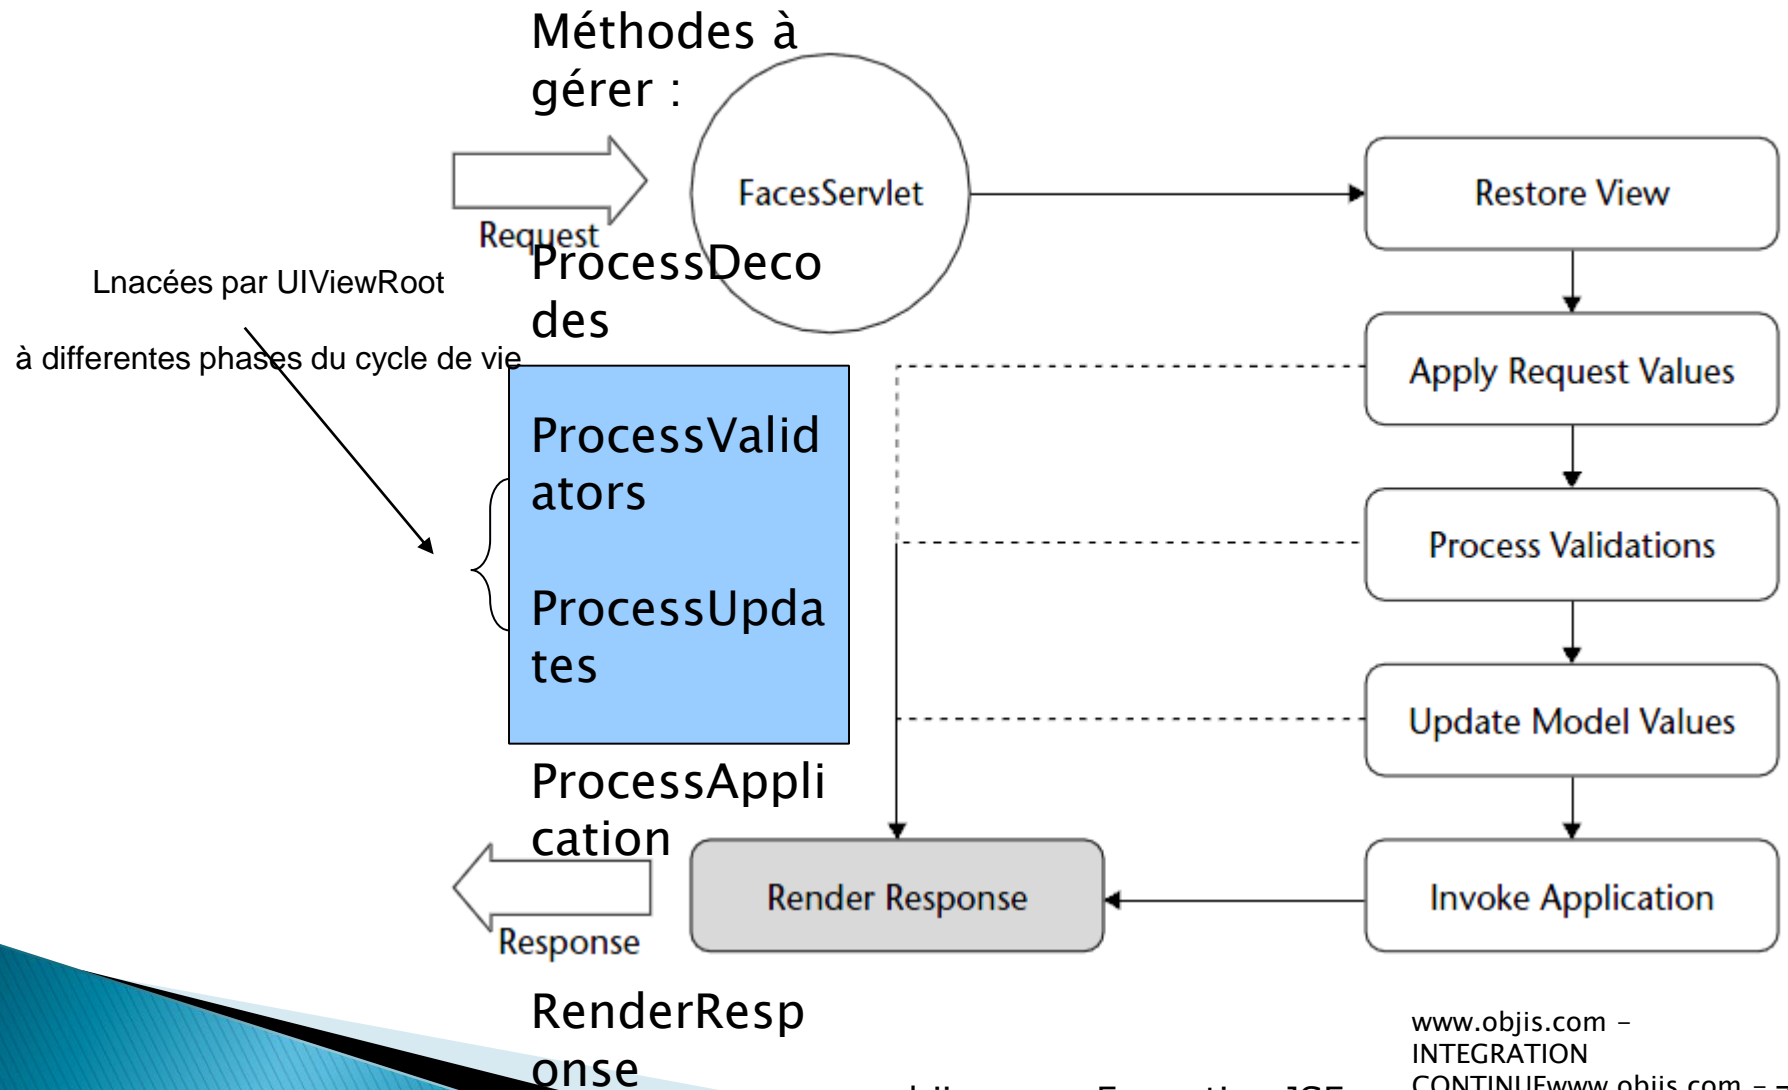 Méthodes à
gérer :
FacesServlet
Restore View
Request
ProcessDeco
des
Lnacées par UIViewRoot
à differentes phases du cycle de vie
Apply Request Values
ProcessValid
ators
Process Validations
ProcessUpda
tes
Update Model Values
ProcessAppli
cation
Render Response
Invoke Application
Response
RenderResp
onse
www.objis.com –
INTEGRATION